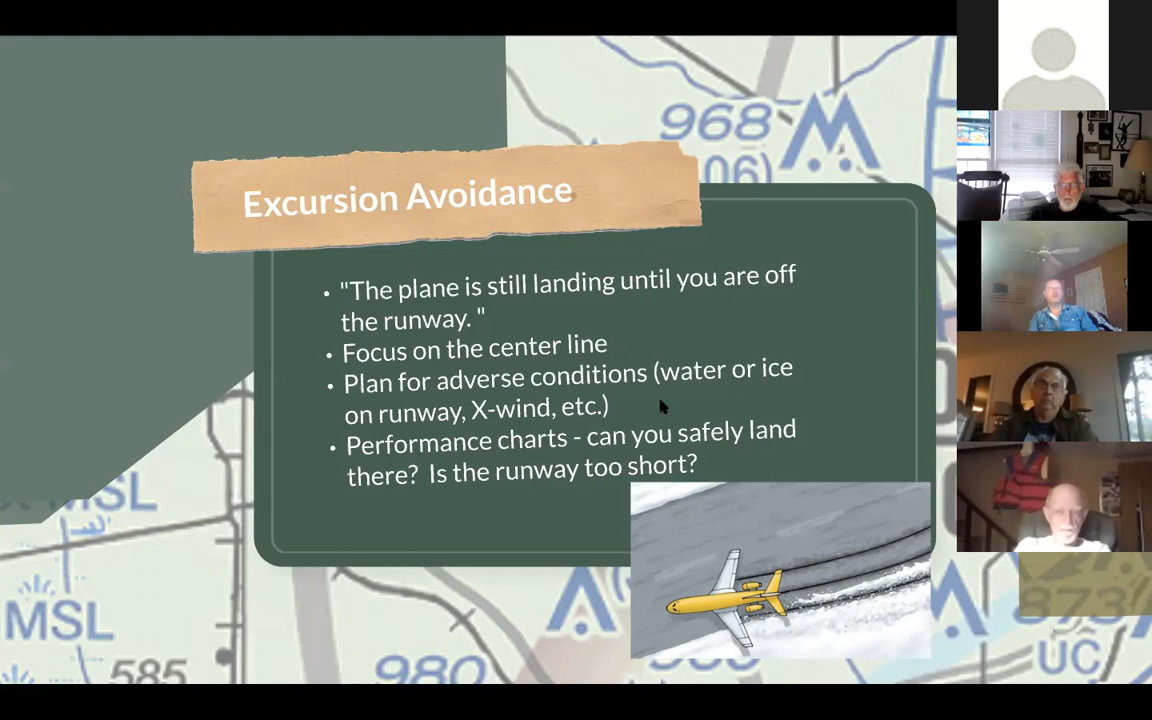 968
06)
Excursion Avoidance
• "The plane is still landing until you are off
the runway. "
• Focus on the center line
• Plan for adverse conditions (water or ice
on runway, X-wind, etc.)
• Performance charts - can you safely land
there? Is the runway too short?
MSL
MSL
585
980
873(
UC